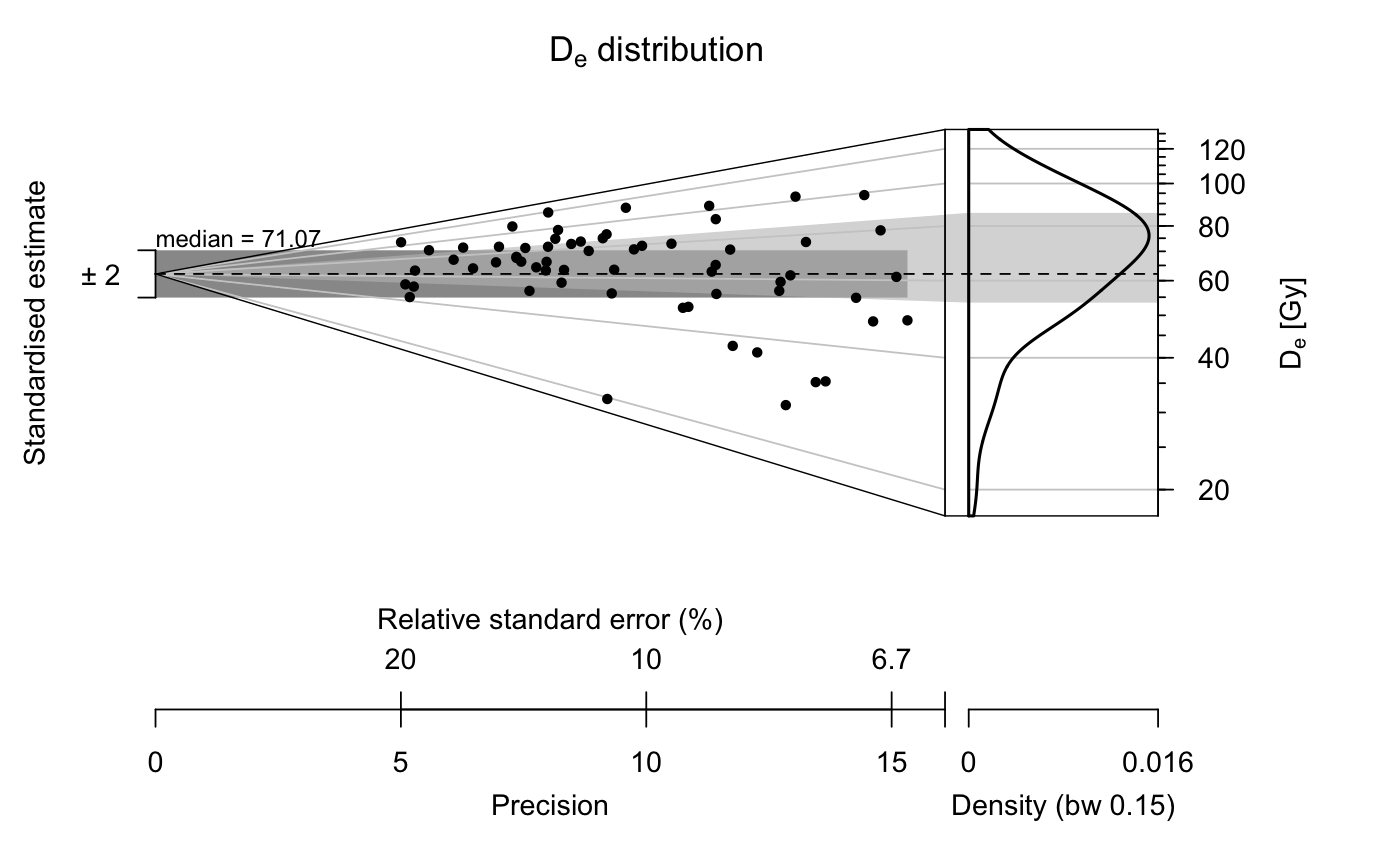 De distribution
median = 71.07
± 2
Standardised estimate
120
100
80
60
40
20
De [Gy]
Relative standard error (%)
20 10 6.7
0 5 10 15 0 0.016
Precision Density (bw 0.15)